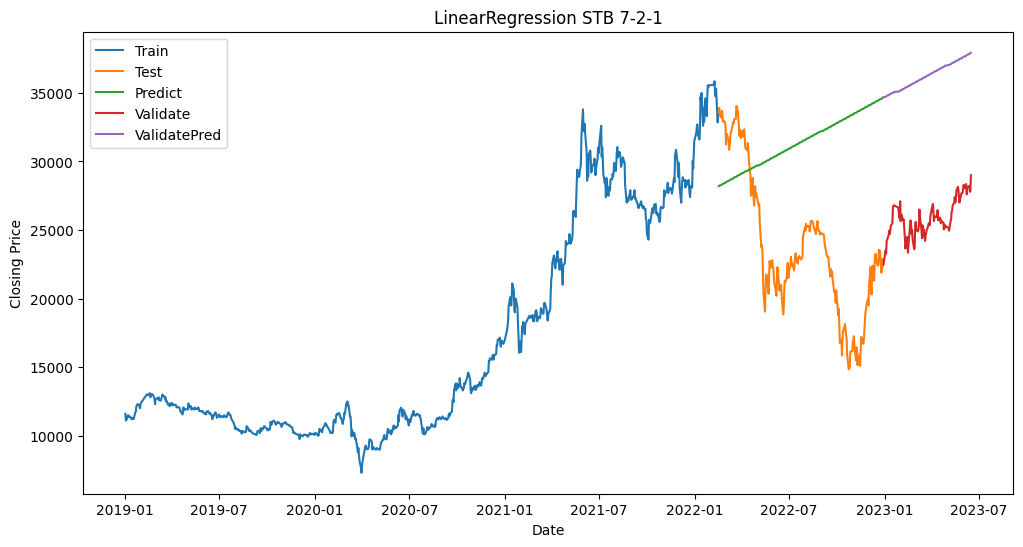 LinearRegression STB 7-2-1
Train
Test
Predict
Validate
ValidatePred
Closing Price
35000
30000
25000
20000
15000
10000
2019-01 2019-07 2020-01 2020-07 2021-01 2021-07 2022-01 2022-07 2023-01 2023-07
Date